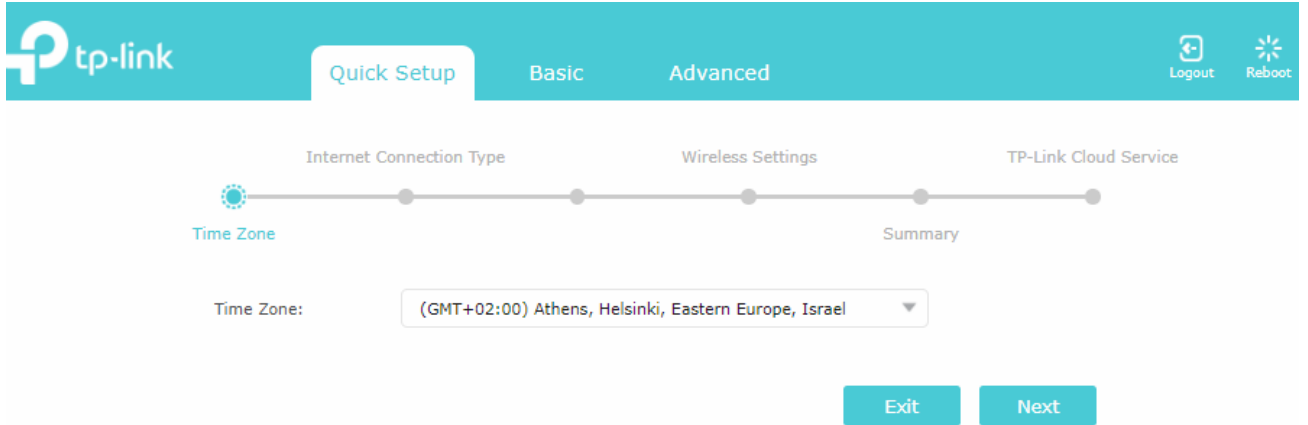 tp-link
Quick Setup Basic Advanced
Logout Reboot
Internet Connection Type Wireless Settings TP-Link Cloud Service
Time Zone Summary
Time Zone: (GMT+02:00) Athens, Helsinki, Eastern Europe, Israel
Exit Next